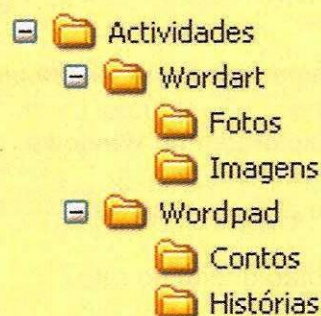 Actividades
Wordart
Fotos
Imagens
Wordpad
Contos
Histórias